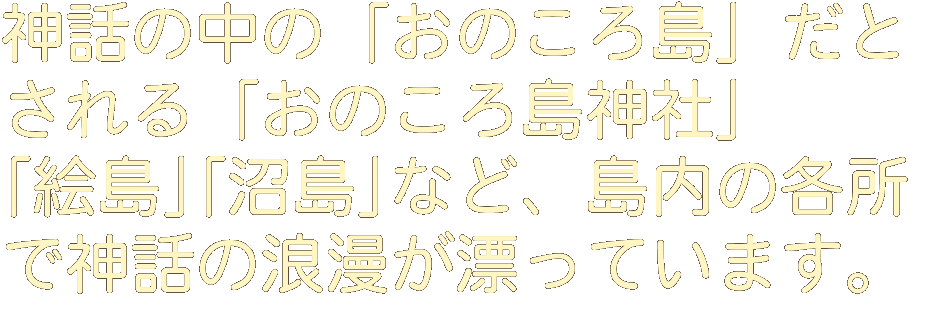 神話の中の「おのころ島」だと
される「おのころ島神社」
「絵島」「沼島」など、島内の各所
で神話の浪漫が漂っています。